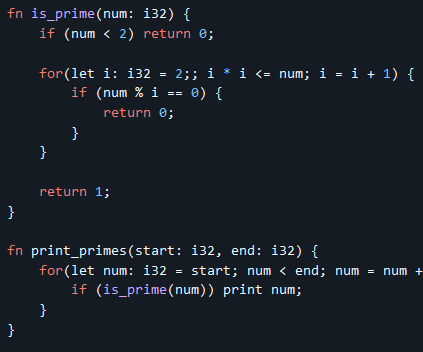 fn is_prime(num: i32) {
    if (num < 2) return 0;

    for(let i: i32 = 2;; i * i <= num; i = i + 1) {
        if (num % i == 0) {
            return 0;
        }
    }

    return 1;
}

fn print_primes(start: i32, end: i32) {
    for(let num: i32 = start; num < end; num = num +
        if (is_prime(num)) print num;
    }
}